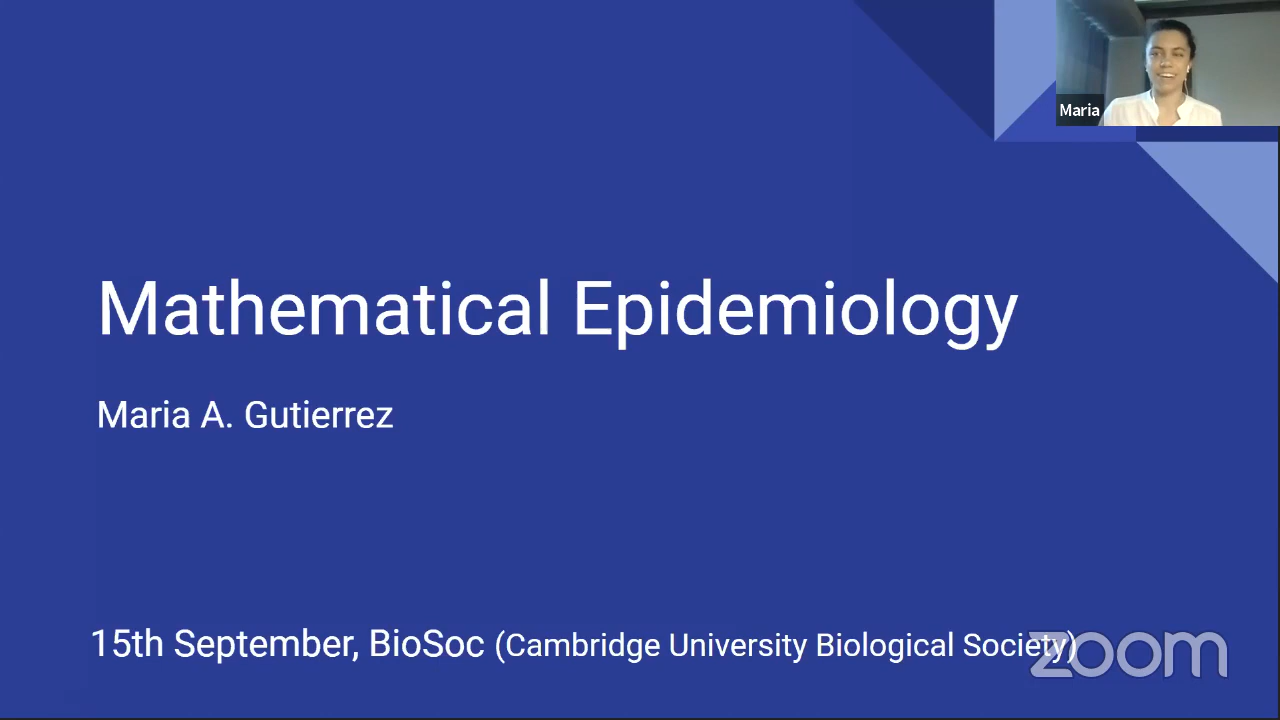 Maria
Mathematical Epidemiology
Maria A. Gutierrez
15th September, BioSoc (Cambridge University Biological Society)
zoom